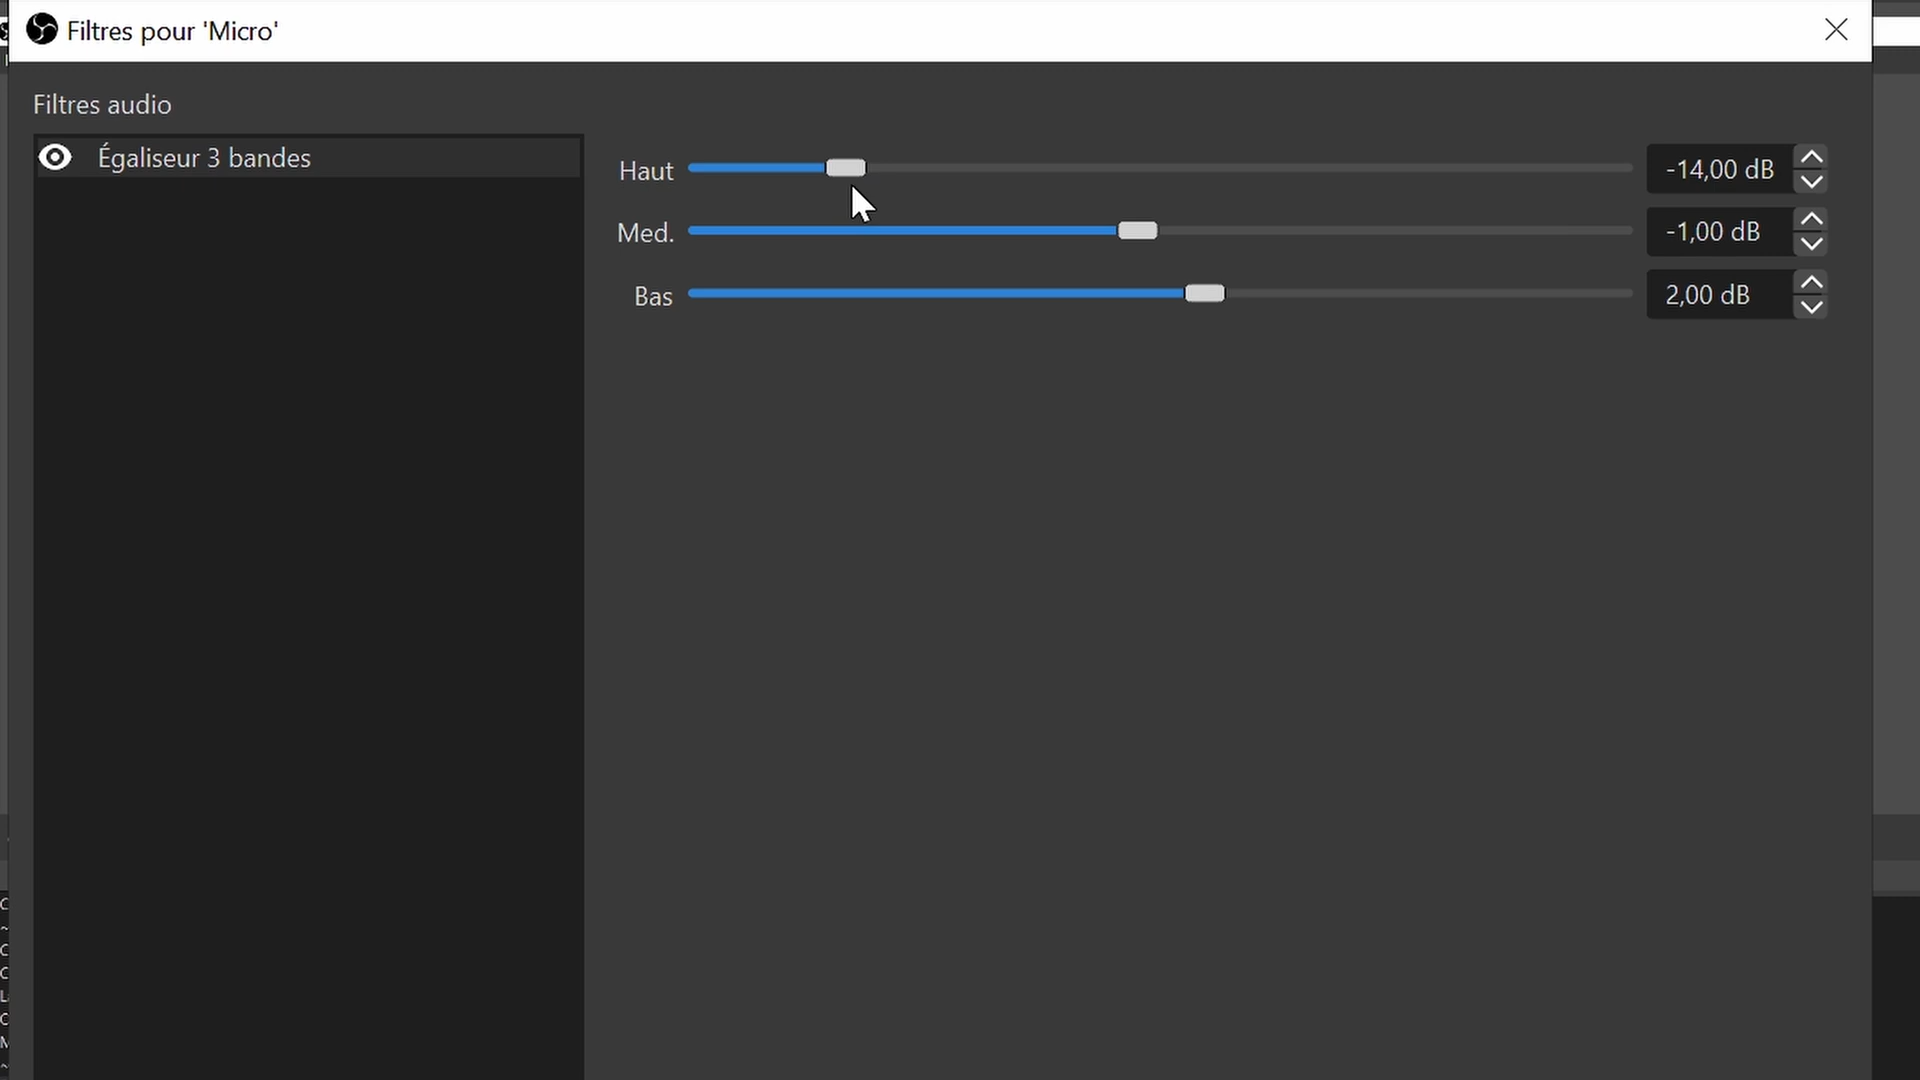 Filtres pour 'Micro'
Filtres audio
Égaliseur 3 bandes
Haut -14,00 dB
Med. -1,00 dB
Bas 2,00 dB